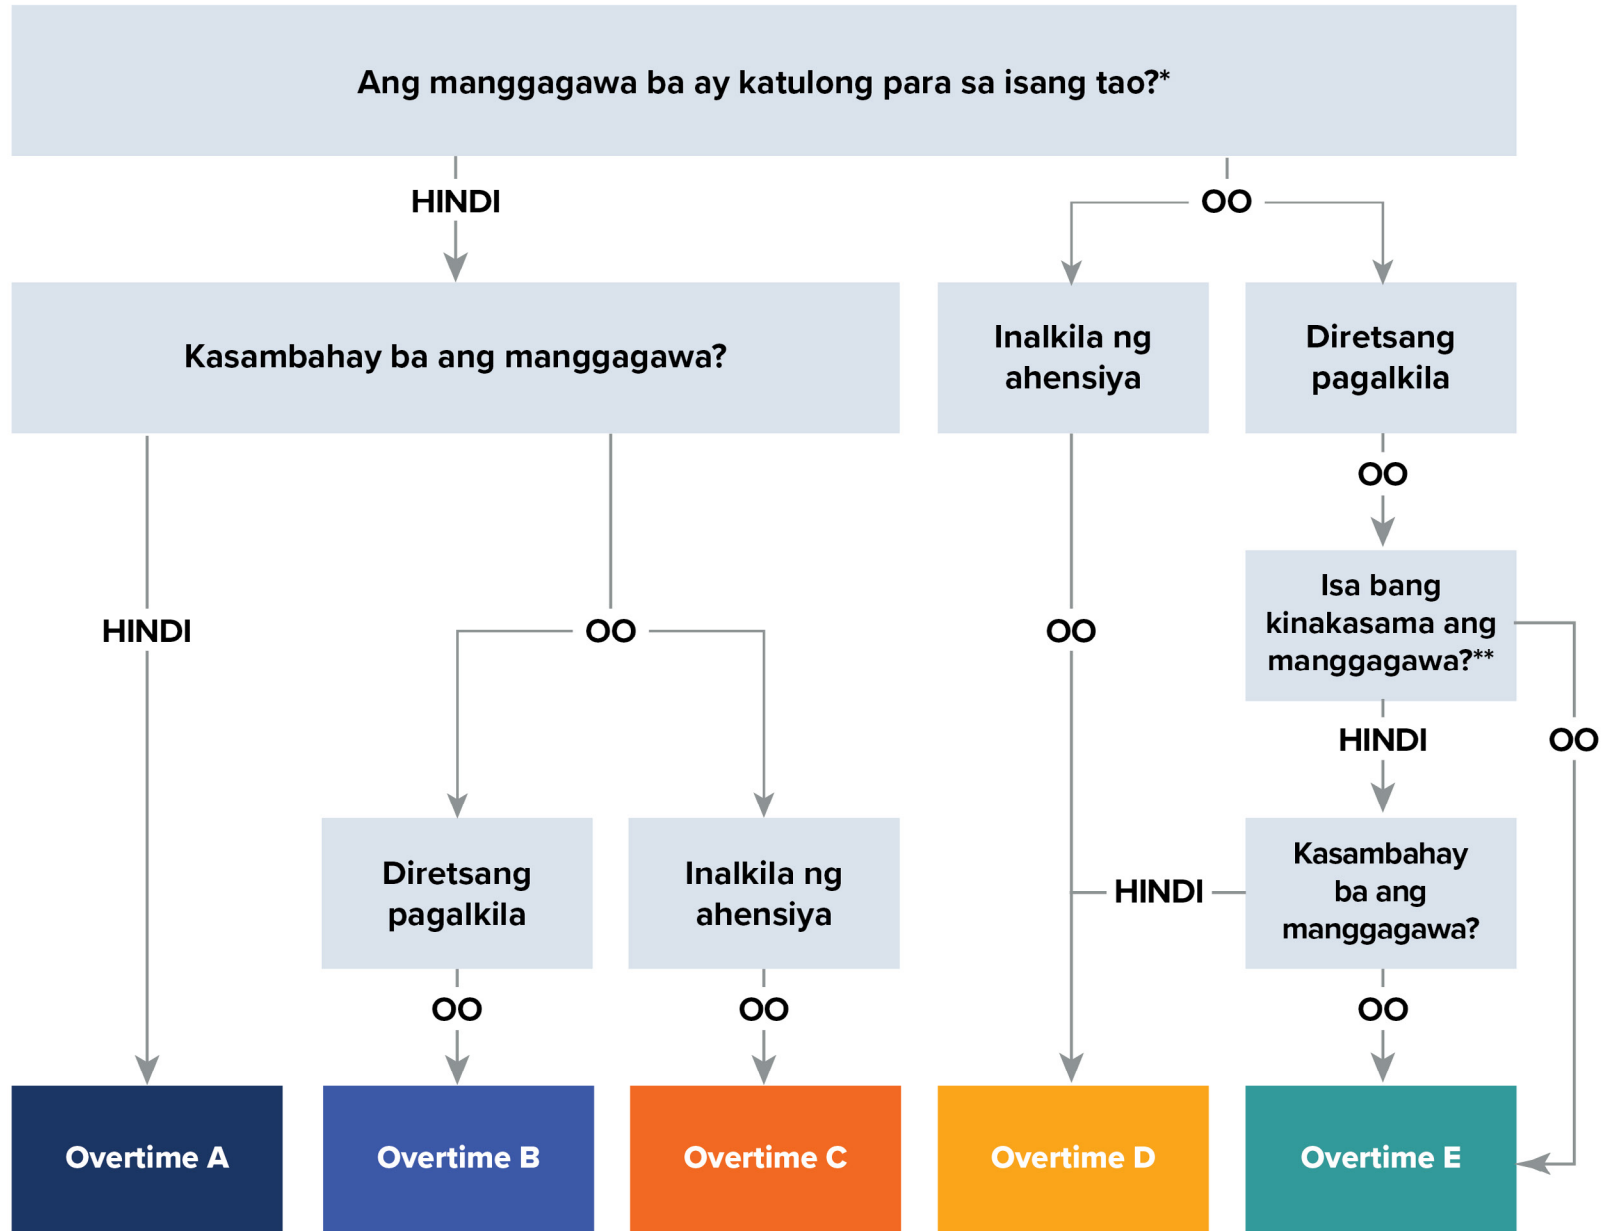 Ang manggagawa ba ay katulong para sa isang tao?*
HINDI
OO
Kasambahay ba ang manggagawa?
Inalkila ng
ahensiya
Diretsang
pagalkila
OO
Isa bang
kinakasama ang
manggagawa?**
HINDI
OO
OO
HINDI
OO
Diretsang
pagalkila
Inalkila ng
ahensiya
HINDI
Kasambahay
ba ang
manggagawa?
OO
OO
OO
Overtime A
Overtime B
Overtime C
Overtime D
Overtime E